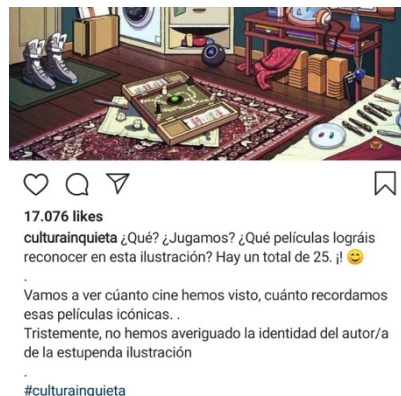 17.076 likes
culturainquieta ¿Qué? ¿Jugamos? ¿Qué películas lográis
reconocer en esta ilustración? Hay un total de 25. ¡! 😊
.
Vamos a ver cúanto cine hemos visto, cuánto recordamos
esas películas icónicas. .
Tristemente, no hemos averiguado la identidad del autor/a
de la estupenda ilustración
.
#culturainquieta